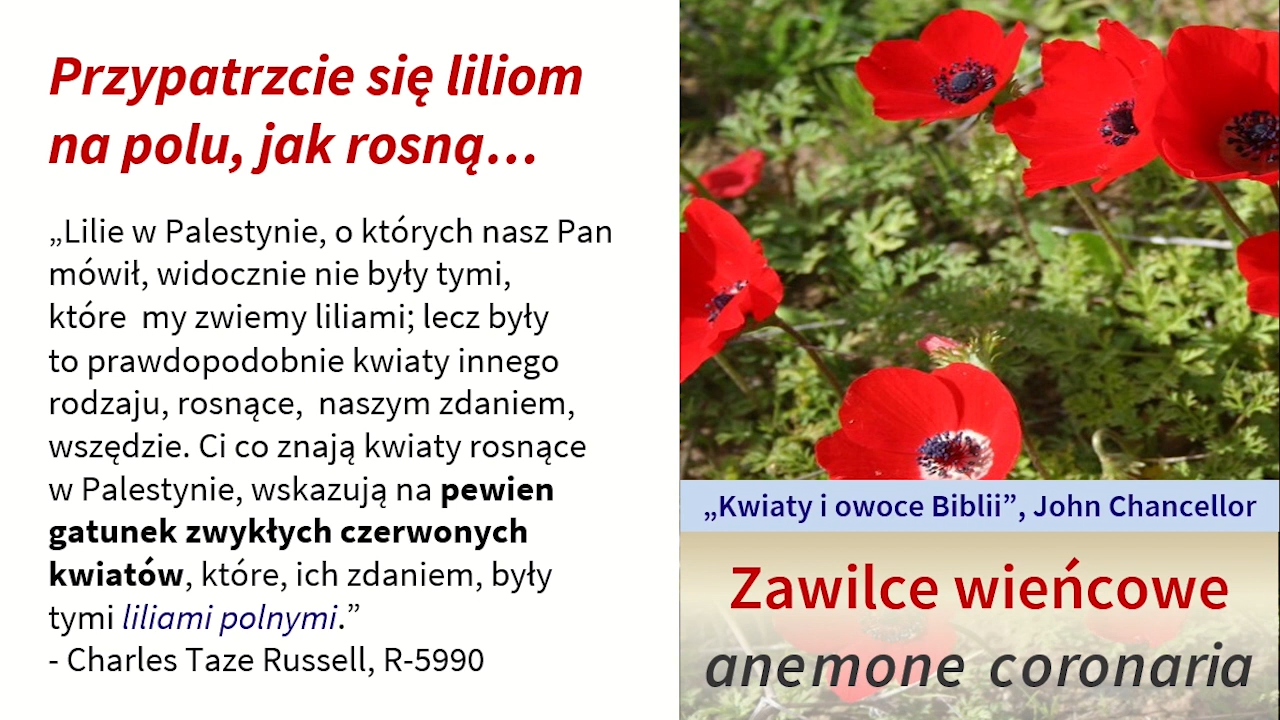 Przypatrzcie się liliom
na polu, jak rosną…
„Lilie w Palestynie, o których nasz Pan
mówił, widocznie nie były tymi,
które  my zwiemy liliami; lecz były
to prawdopodobnie kwiaty innego
rodzaju, rosnące,  naszym zdaniem,
wszędzie. Ci co znają kwiaty rosnące
w Palestynie, wskazują na pewien
gatunek zwykłych czerwonych
kwiatów, które, ich zdaniem, były
tymi liliami polnymi.”
- Charles Taze Russell, R-5990
„Kwiaty i owoce Biblii”, John Chancellor
Zawilce wieńcowe
anemone coronaria